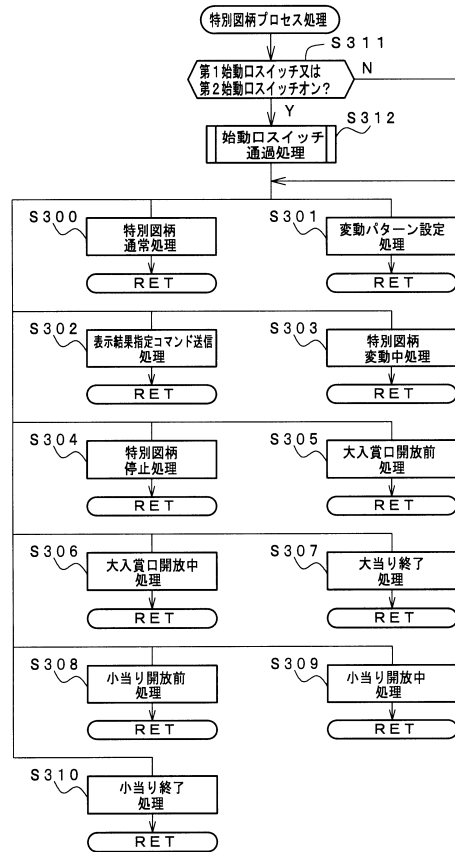 特別図柄プロセス処理
S311
第1始動口スイッチ又は
第2始動口スイッチオン?
N
Y
S312
始動口スイッチ
通過処理
S300
特別図柄
通常処理
RET
S301
変動パターン設定
処理
RET
S302
表示結果指定コマンド送信
処理
RET
S303
特別図柄
変動中処理
RET
S304
特別図柄
停止処理
RET
S305
大入賞口開放前
処理
RET
S306
大入賞口開放中
処理
RET
S307
大当り終了
処理
RET
S308
小当り開放前
処理
RET
S309
小当り開放中
処理
RET
S310
小当り終了
処理
RET